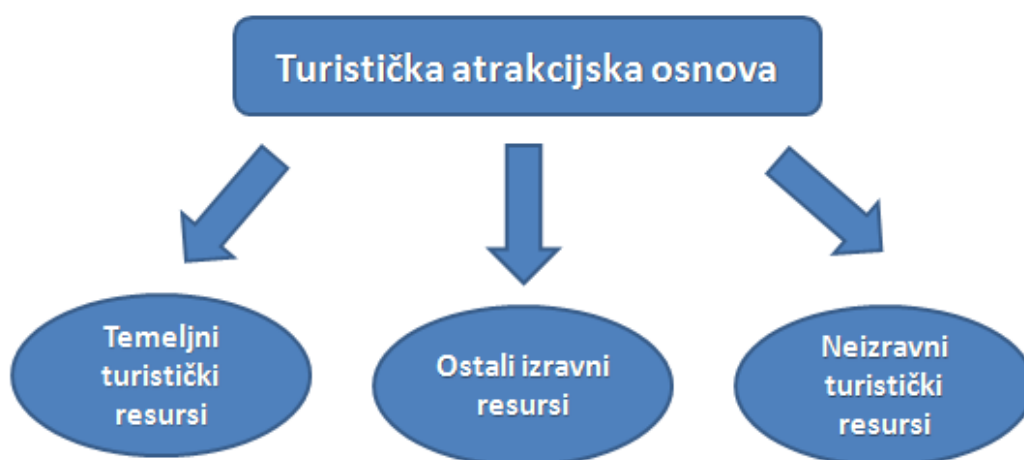 Turistička atrakcijska osnova
Temeljni
turistički
resursi
Ostali izravni
resursi
Neizravni
turistički
resursi